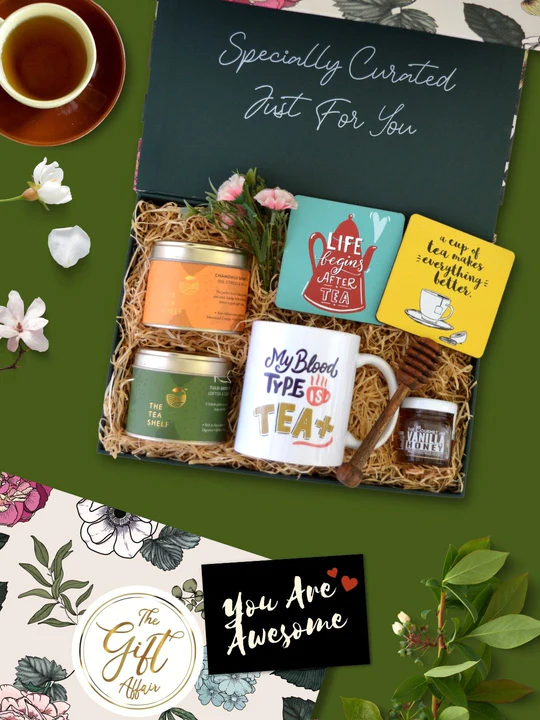 Specially Curated
Just For You
LIFE
begins
AFTER
TEA
a cup of
tea makes
everything
better.
THE
TEA
SHELF
My Blood
TYPE IS
TEA+
VANILLA
HONEY
The
Gift
Affair
You Are
Awesome